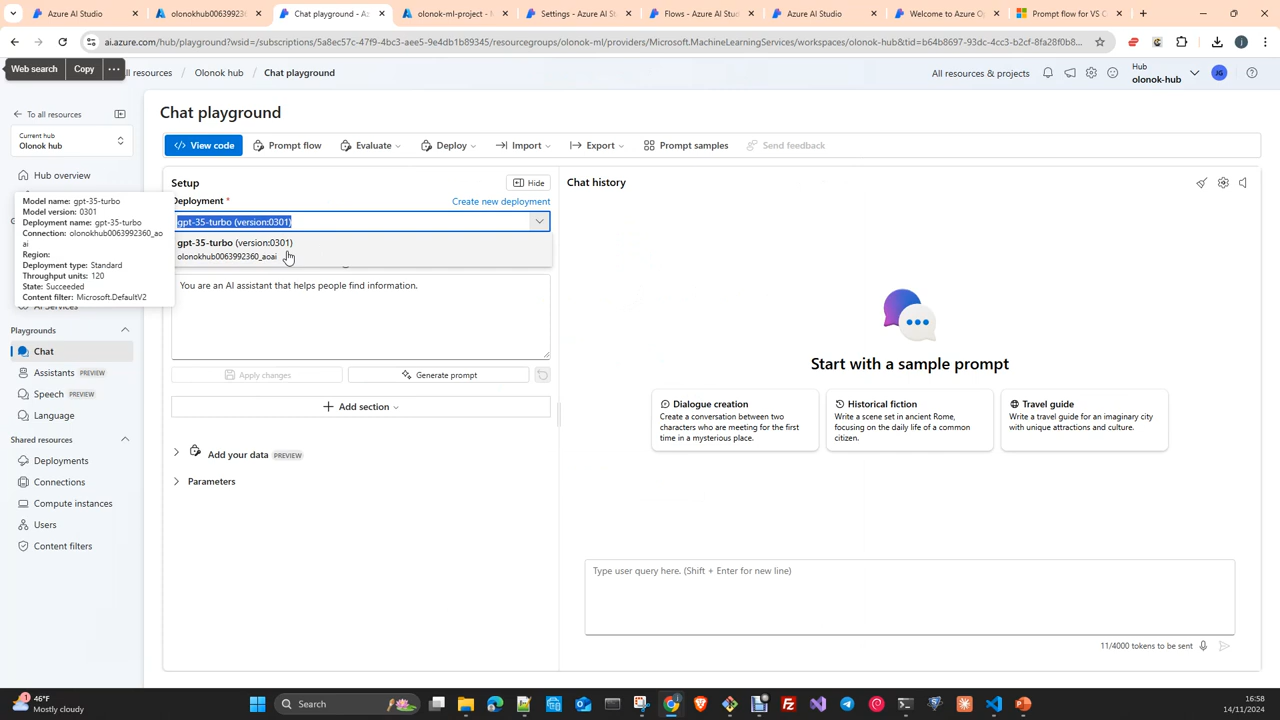 Azure AI Studio
olonokhub00639923
Chat playground - Az
olonok-ml-project - M
Settings - Azure AI St
Flows - Azure AI Stud
Azure AI Studio
Welcome to Azure O
Prompt flow for VS C
ai.azure.com/hub/playground?wsid=/subscriptions/5a8ec57c-47f9-4bc3-aee5-9e4db1b89345/resourcegroups/olonok-ml/providers/Microsoft.MachineLearningServices/workspaces/olonok-hub&tid=b64b8697-93dc-4cc3-b2cf-8fa28f0b8...
Web search
Copy
ll resources / Olonok hub / Chat playground
All resources & projects
Hub
olonok-hub
JG
To all resources
Current hub
Olonok hub
Hub overview
Model name: gpt-35-turbo
Model version: 0301
Deployment name: gpt-35-turbo
Connection: olonokhub0063992360_ao
ai
Region:
Deployment type: Standard
Throughput units: 120
State: Succeeded
Content filter: Microsoft.DefaultV2
AI Services
Playgrounds
Chat
Assistants PREVIEW
Speech PREVIEW
Language
Shared resources
Deployments
Connections
Compute instances
Users
Content filters
Chat playground
View code
Prompt flow
Evaluate
Deploy
Import
Export
Prompt samples
Send feedback
Setup
Hide
Deployment *
Create new deployment
gpt-35-turbo (version:0301)
gpt-35-turbo (version:0301)
olonokhub0063992360_aoai
You are an AI assistant that helps people find information.
Apply changes
Generate prompt
Add section
Add your data PREVIEW
Parameters
Chat history
Start with a sample prompt
Dialogue creation
Create a conversation between two
characters who are meeting for the first
time in a mysterious place.
Historical fiction
Write a scene set in ancient Rome,
focusing on the daily life of a common
citizen.
Travel guide
Write a travel guide for an imaginary city
with unique attractions and culture.
Type user query here. (Shift + Enter for new line)
11/4000 tokens to be sent
46°F
Mostly cloudy
Search
16:58
14/11/2024